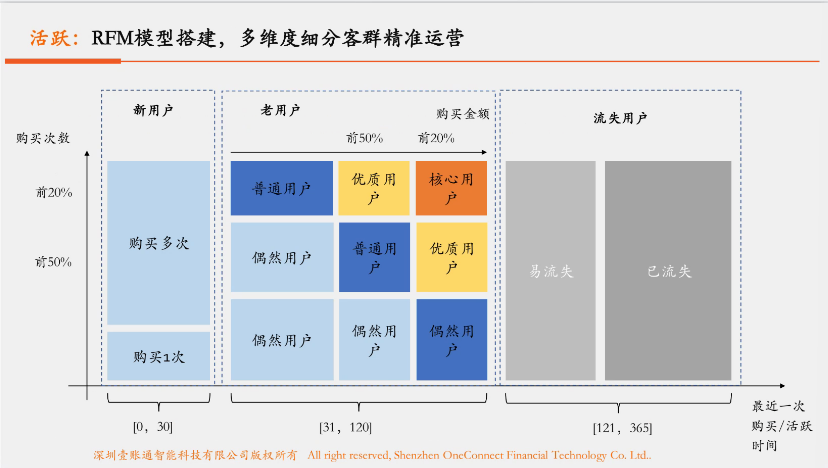 活跃：RFM模型搭建，多维度细分客群精准运营
新用户
老用户
流失用户
购买金额
购买次数
前50%
前20%
前20%
前50%
购买多次
购买1次
普通用户
优质用
户
核心用
户
偶然用户
普通用
户
优质用
户
偶然用户
偶然用
户
偶然用
户
易流失
已流失
[0，30]
[31，120]
[121，365]
最近一次
购买/活跃
时间
深圳壹账通智能科技有限公司版权所有 All right reserved, Shenzhen OneConnect Financial Technology Co. Ltd..